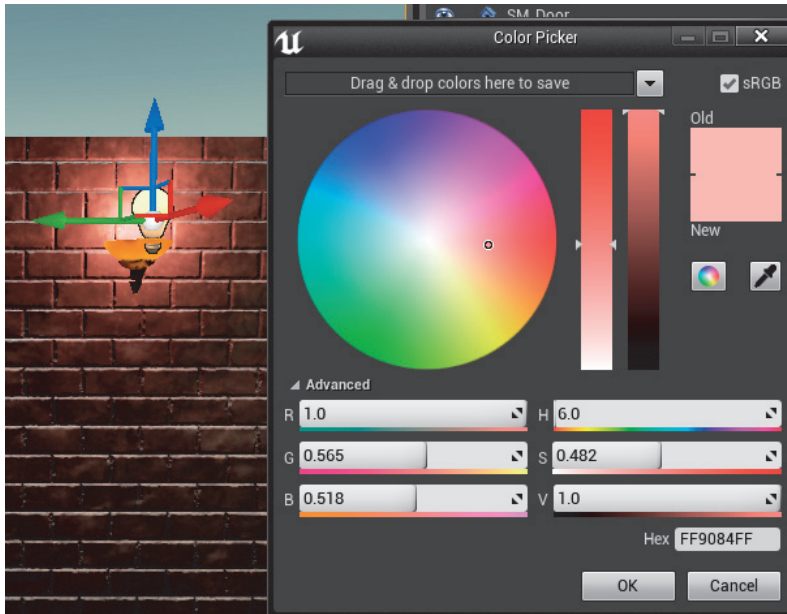 SM_Door
Color Picker
Drag & drop colors here to save
sRGB
Old
New
Advanced
R 1.0
H 6.0
G 0.565
S 0.482
B 0.518
V 1.0
Hex FF9084FF
OK
Cancel